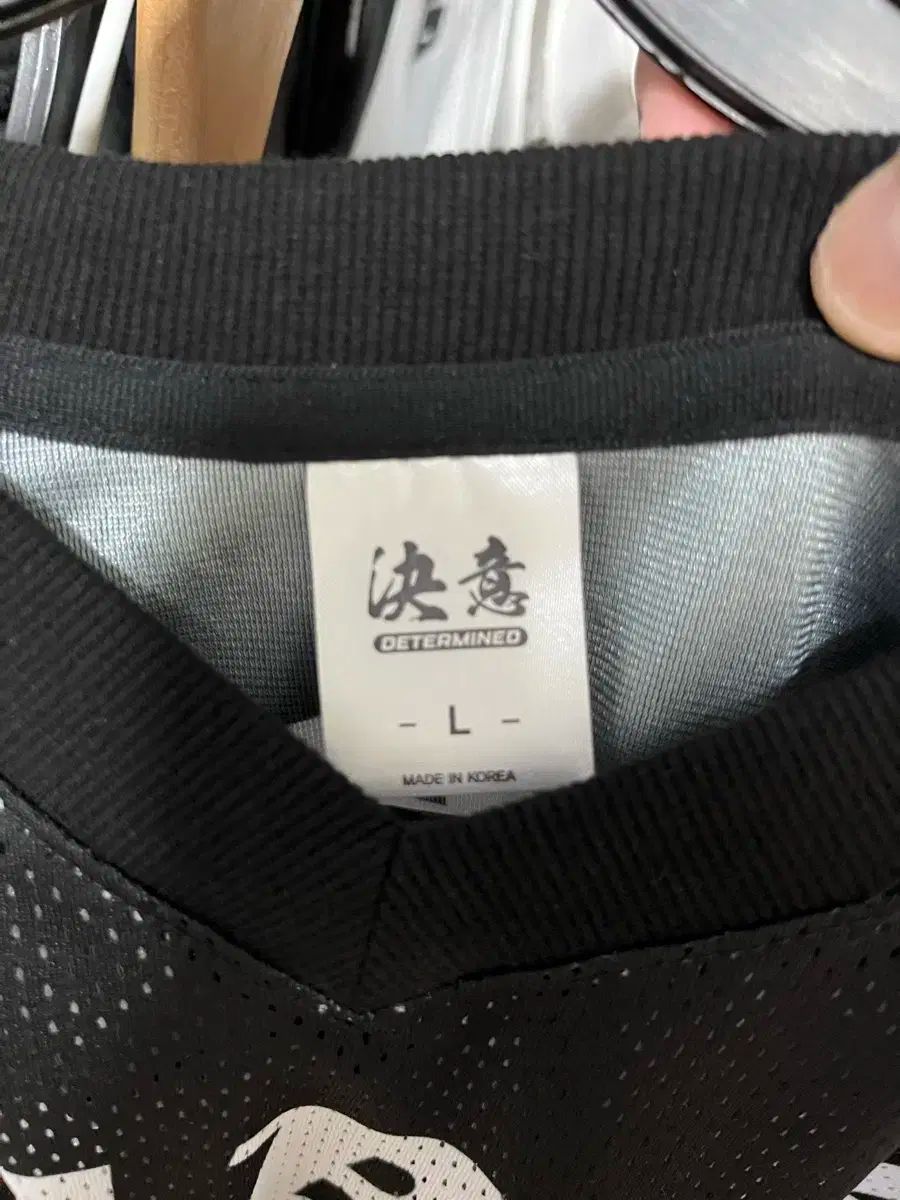 決意
DETERMINED
- L -
MADE IN KOREA